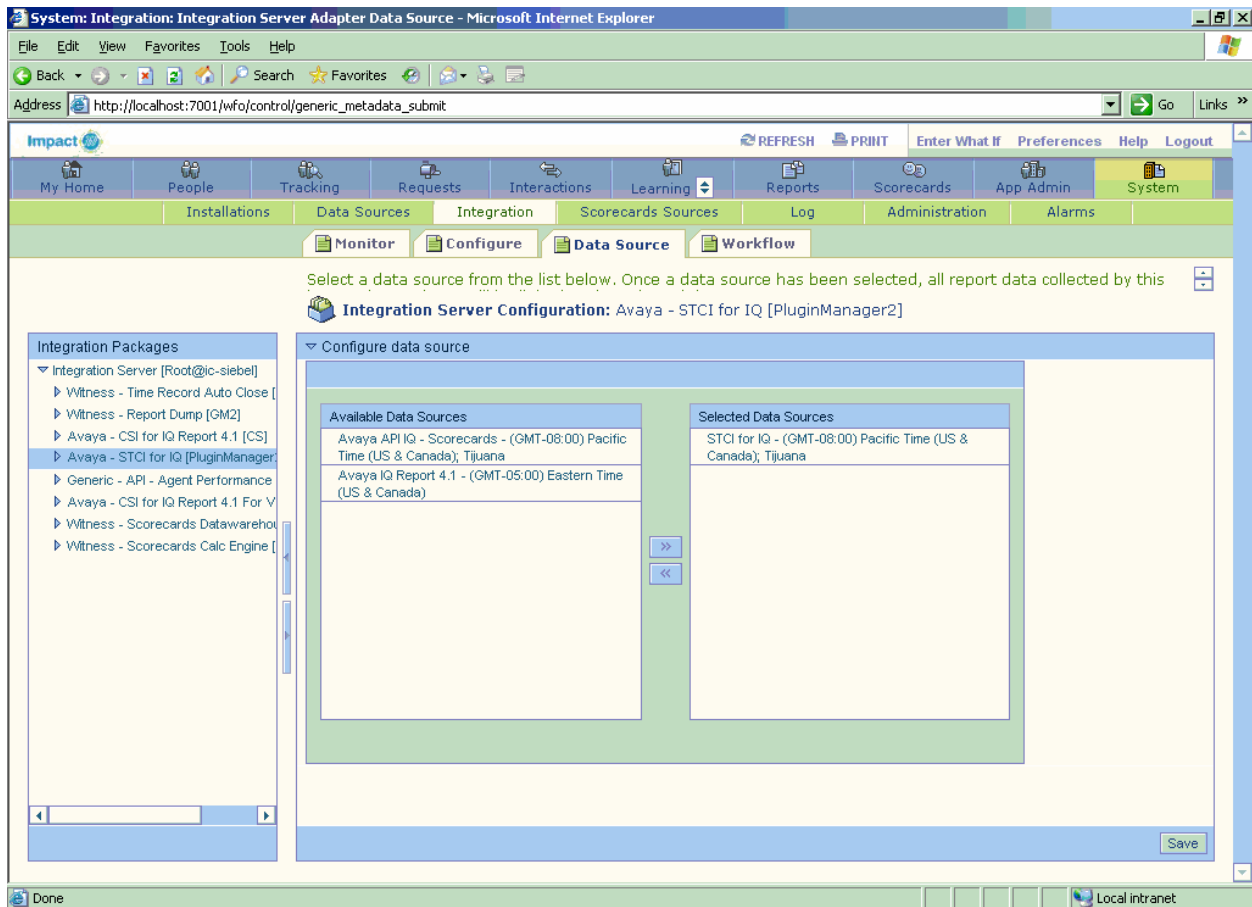 System: Integration: Integration Server Adapter Data Source - Microsoft Internet Explorer
File Edit View Favorites Tools Help
Back Search Favorites
Address http://localhost:7001/wfo/control/generic_metadata_submit Go Links »
Impact REFRESH PRINT Enter What If Preferences Help Logout
My Home People Tracking Requests Interactions Learning Reports Scorecards App Admin System
Installations Data Sources Integration Scorecards Sources Log Administration Alarms
Monitor Configure Data Source Workflow
Select a data source from the list below. Once a data source has been selected, all report data collected by this
Integration Server Configuration: Avaya - STCI for IQ [PluginManager2]
Integration Packages
Integration Server [Root@ic-siebel]
Witness - Time Record Auto Close [
Witness - Report Dump [GM2]
Avaya - CSI for IQ Report 4.1 [CS]
Avaya - STCI for IQ [PluginManager
Generic - API - Agent Performance
Avaya - CSI for IQ Report 4.1 For V
Witness - Scorecards Datawarehou
Witness - Scorecards Calc Engine [
Configure data source
Available Data Sources
Avaya API IQ - Scorecards - (GMT-08:00) Pacific
Time (US & Canada); Tijuana
Avaya IQ Report 4.1 - (GMT-05:00) Eastern Time
(US & Canada)
>>
<<
Selected Data Sources
STCI for IQ - (GMT-08:00) Pacific Time (US &
Canada); Tijuana
Save
Done Local intranet